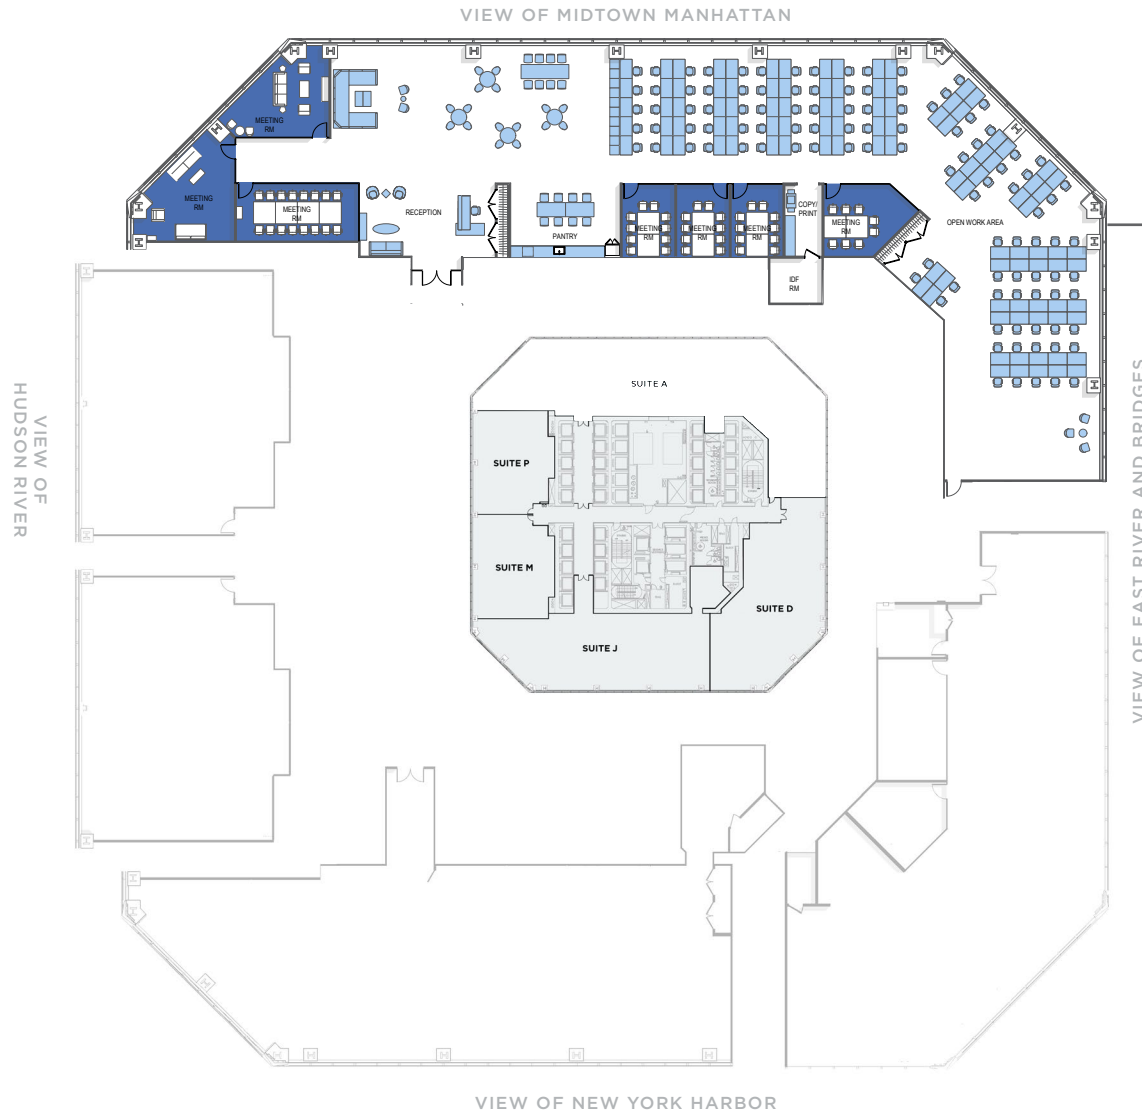 VIEW OF MIDTOWN MANHATTAN
MEETING
RM
MEETING
RM
MEETING
RM
RECEPTION
PANTRY
MEETING
RM
MEETING
RM
MEETING
RM
COPY/
PRINT
MEETING
RM
OPEN WORK AREA
IDF
RM
VIEW OF
HUDSON RIVER
VIEW OF EAST RIVER AND BRIDGES
SUITE A
SUITE P
SUITE M
SUITE D
SUITE J
VIEW OF NEW YORK HARBOR